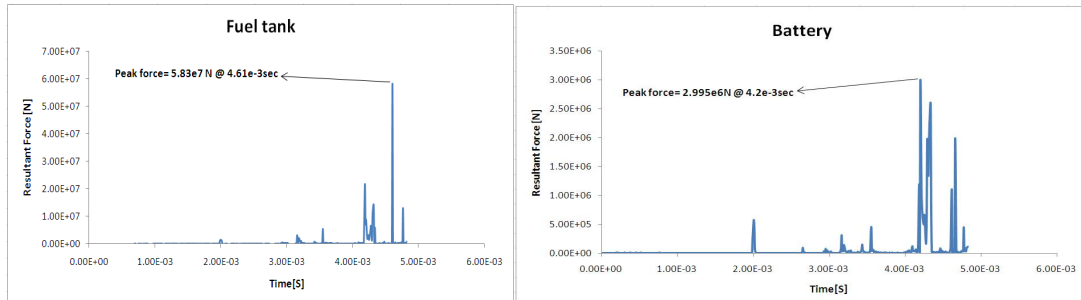 Fuel tank
7.00E+07
6.00E+07
5.00E+07
4.00E+07
3.00E+07
2.00E+07
1.00E+07
0.00E+00
Resultant Force [N]
Peak force= 5.83e7 N @ 4.61e-3sec
0.00E+00 1.00E-03 2.00E-03 3.00E-03 4.00E-03 5.00E-03 6.00E-03
Time[S]
Battery
3.50E+06
3.00E+06
2.50E+06
2.00E+06
1.50E+06
1.00E+06
5.00E+05
0.00E+00
Resultant Force [N]
Peak force= 2.995e6N @ 4.2e-3sec
0.00E+00 1.00E-03 2.00E-03 3.00E-03 4.00E-03 5.00E-03 6.00E-03
Time[S]